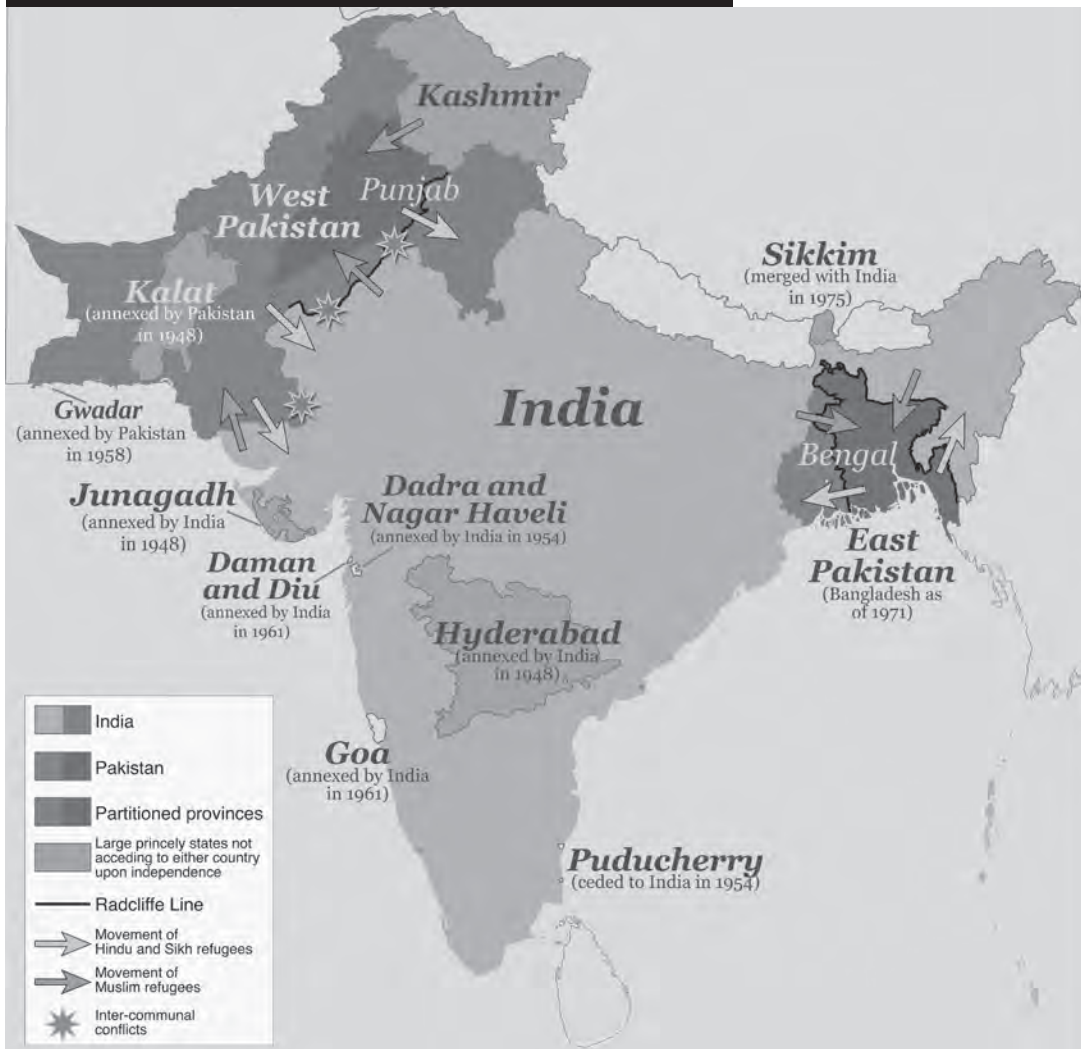 Kashmir
Punjab
West
Pakistan
Kalat
(annexed by Pakistan
in 1948)
Gwadar
(annexed by Pakistan
in 1958)
Sikkim
(merged with India
in 1975)
India
Bengal
East
Pakistan
(Bangladesh as
of 1971)
Junagadh
(annexed by India
in 1948)
Dadra and
Nagar Haveli
(annexed by India in 1954)
Daman
and Diu
(annexed by India
in 1961)
Hyderabad
(annexed by India
in 1948)
Goa
(annexed by India
in 1961)
Puducherry
(ceded to India in 1954)
India
Pakistan
Partitioned provinces
Large princely states not
acceding to either country
upon independence
Radcliffe Line
Movement of
Hindu and Sikh refugees
Movement of
Muslim refugees
Inter-communal
conflicts